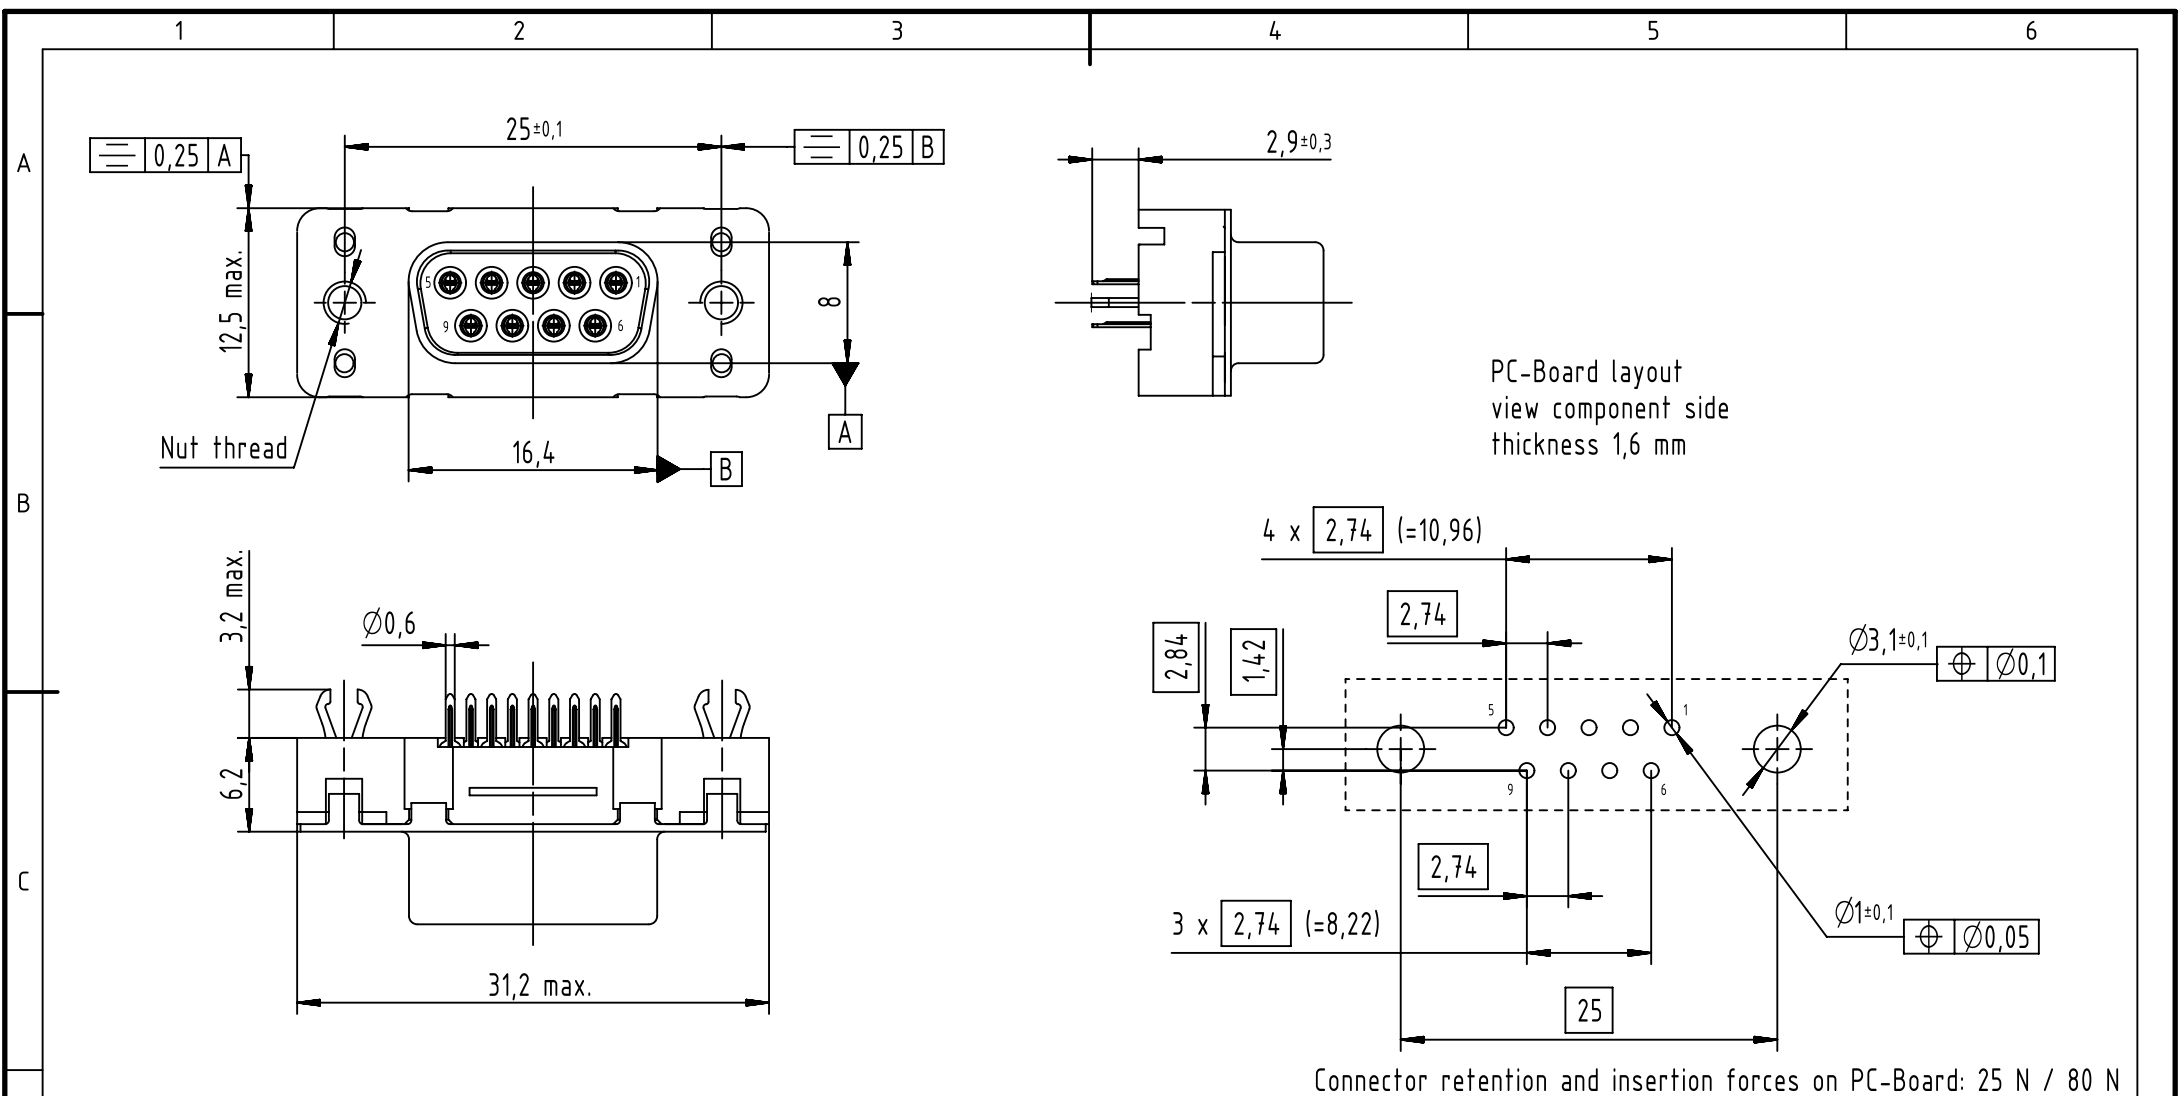 1 2 3 4 5 6
A
B
C
25±0,1
0,25 A
0,25 B
12,5 max.
5 1
9 6
8
A
Nut thread
16,4
B
2,9±0,3
PC-Board layout
view component side
thickness 1,6 mm
3,2 max.
Ø0,6
6,2
31,2 max.
4 x 2,74 (=10,96)
2,74
2,84
1,42
Ø3,1±0,1
Ø0,1
5 1
9 6
2,74
3 x 2,74 (=8,22)
Ø1±0,1
Ø0,05
25
Connector retention and insertion forces on PC-Board: 25 N / 80 N